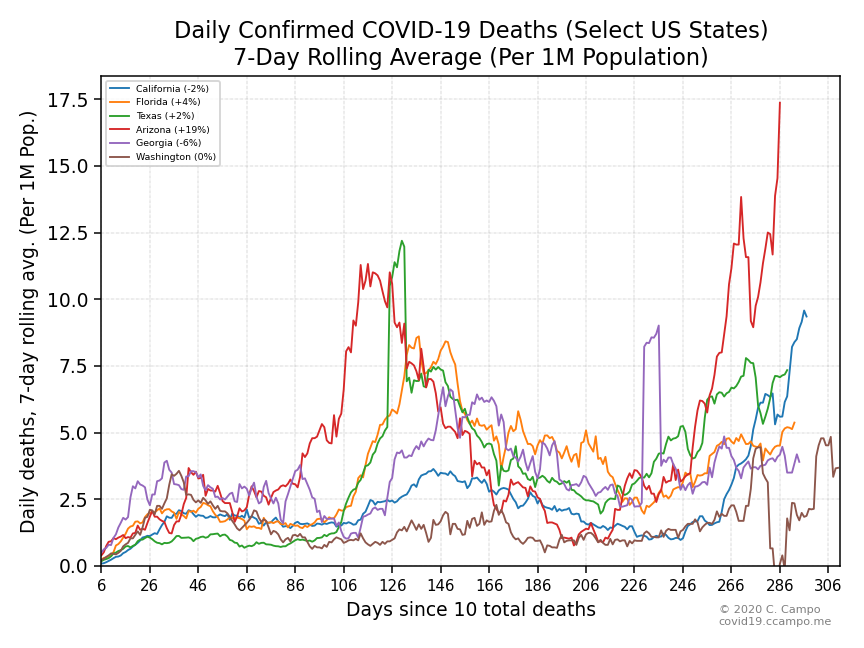 Daily Confirmed COVID-19 Deaths (Select US States)
7-Day Rolling Average (Per 1M Population)
Daily deaths, 7-day rolling avg. (Per 1M Pop.)
17.5
15.0
12.5
10.0
7.5
5.0
2.5
0.0
California (-2%)
Florida (+4%)
Texas (+2%)
Arizona (+19%)
Georgia (-6%)
Washington (0%)
6 26 46 66 86 106 126 146 166 186 206 226 246 266 286 306
Days since 10 total deaths
© 2020 C. Campo
covid19.ccampo.me